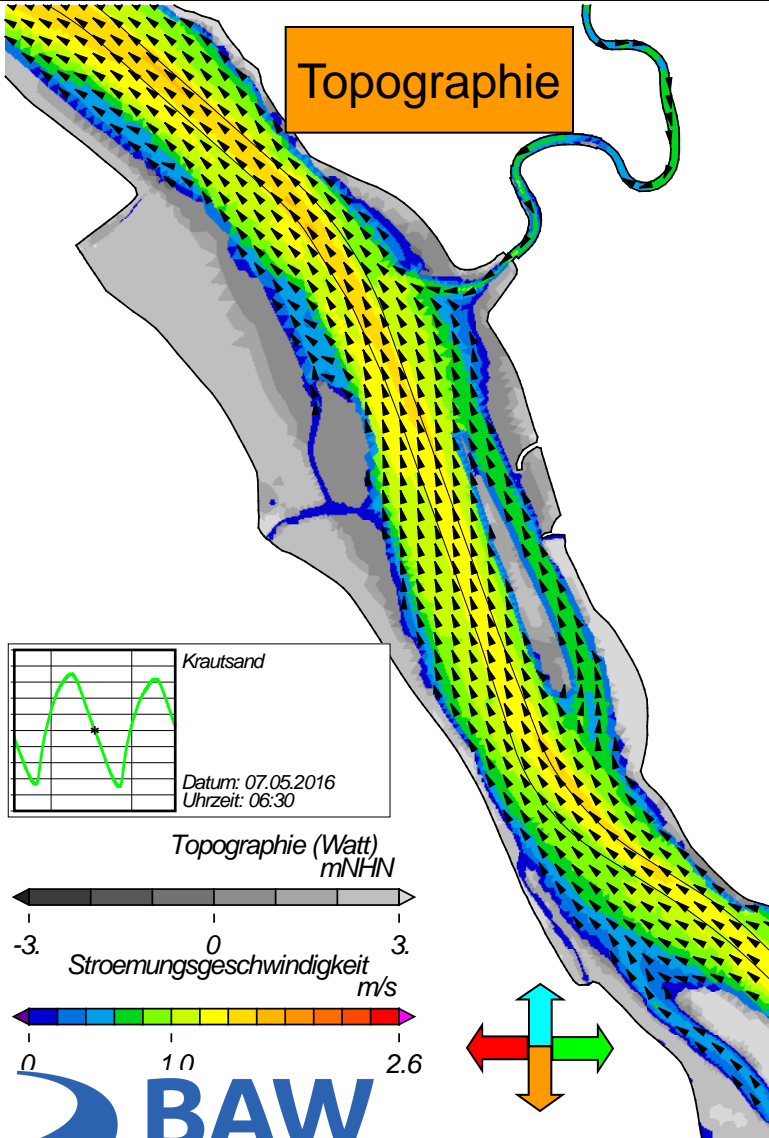 Topographie
Krautsand
Datum: 07.05.2016
Uhrzeit: 06:30
Topographie (Watt)
mNHN
-3. 0 3.
Stroemungsgeschwindigkeit
m/s
0 1.0 2.6
BAW